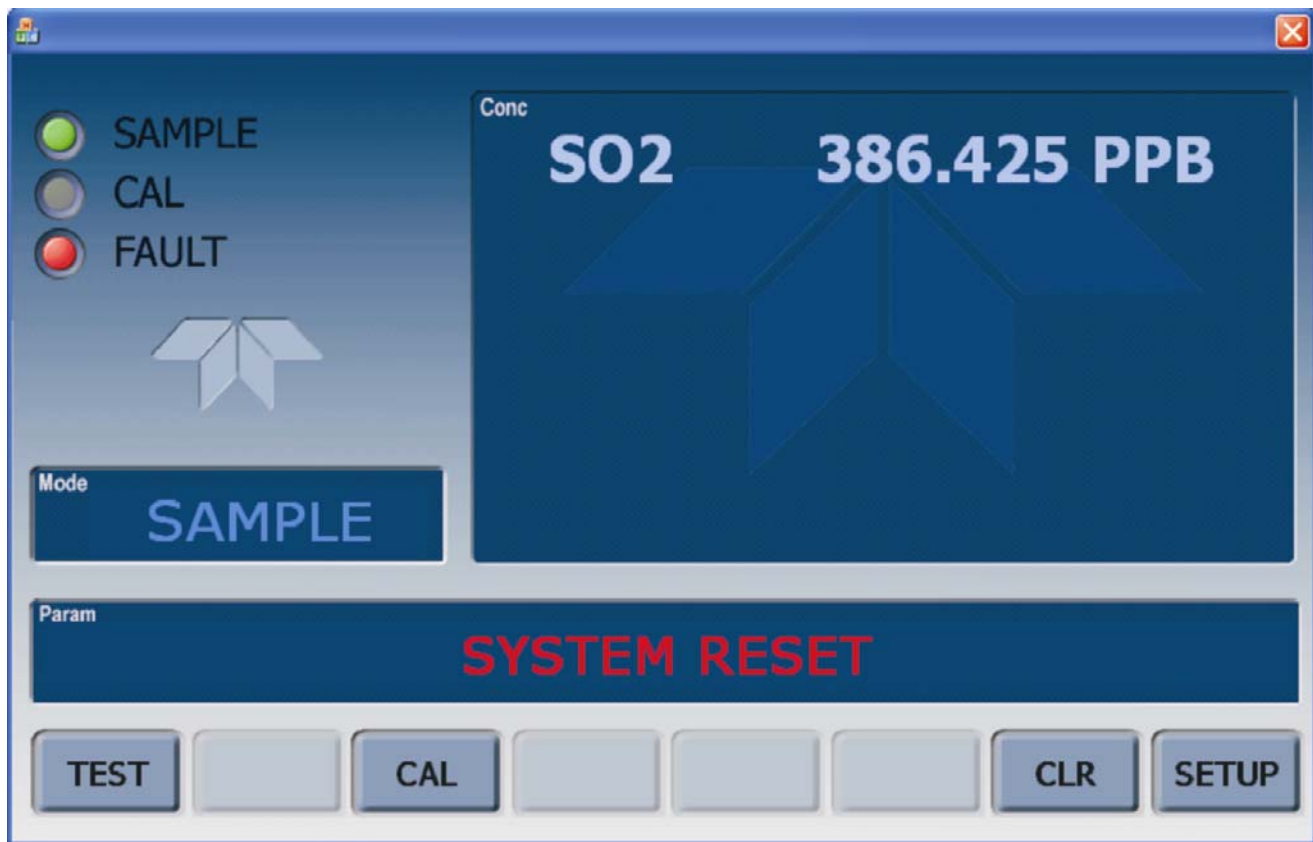 SAMPLE
CAL
FAULT
Conc
SO2 386.425 PPB
Mode
SAMPLE
Param
SYSTEM RESET
TEST CAL CLR SETUP